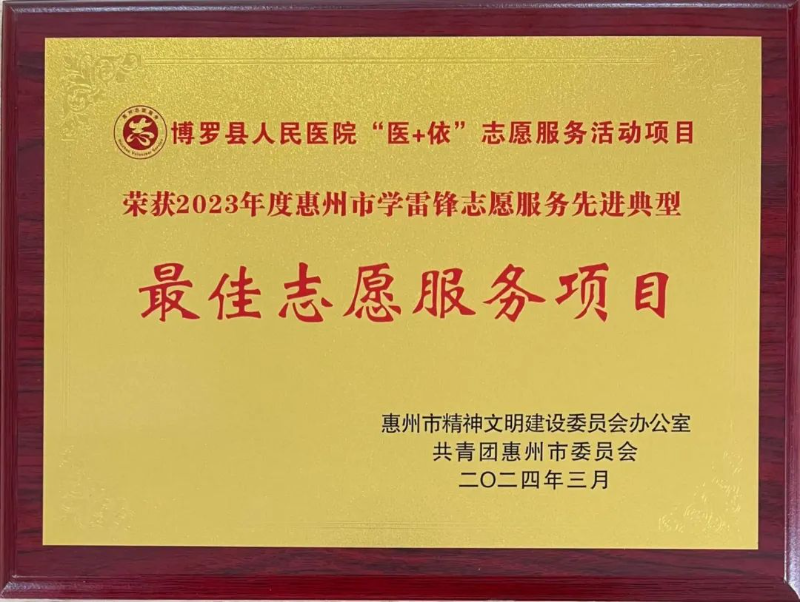 博罗县人民医院“医+依”志愿服务活动项目
荣获2023年度惠州市学雷锋志愿服务先进典型
最佳志愿服务项目
惠州市精神文明建设委员会办公室
共青团惠州市委员会
二〇二四年三月